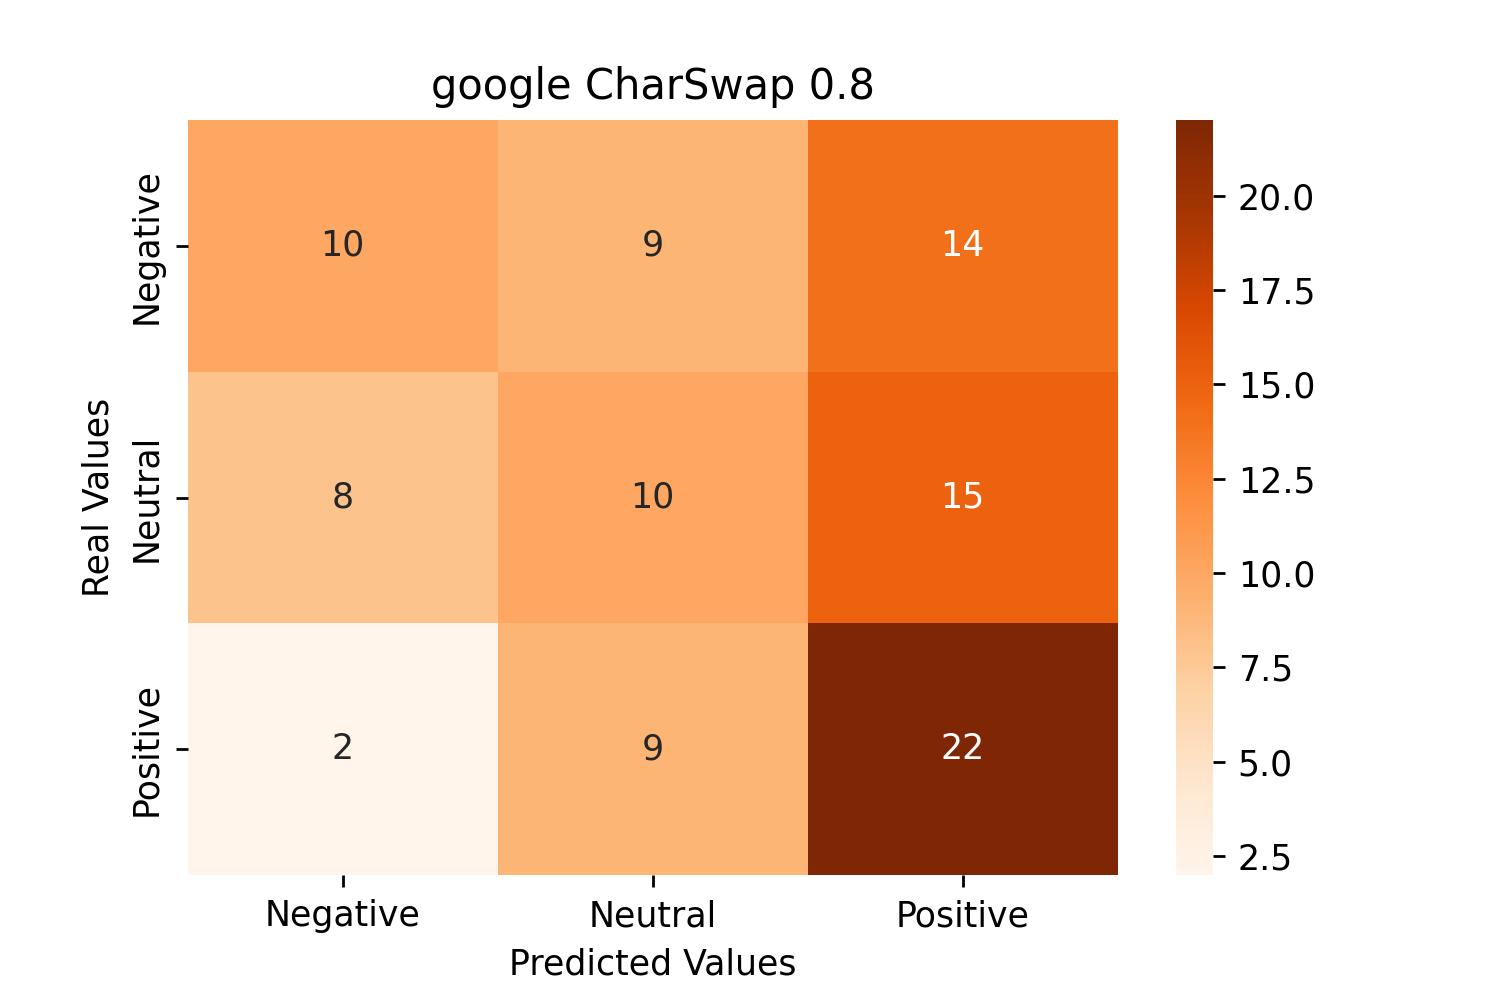 google CharSwap 0.8
Real Values
Negative
10 9 14
Neutral
8 10 15
Positive
2 9 22
Negative Neutral Positive
Predicted Values
20.0
17.5
15.0
12.5
10.0
7.5
5.0
2.5